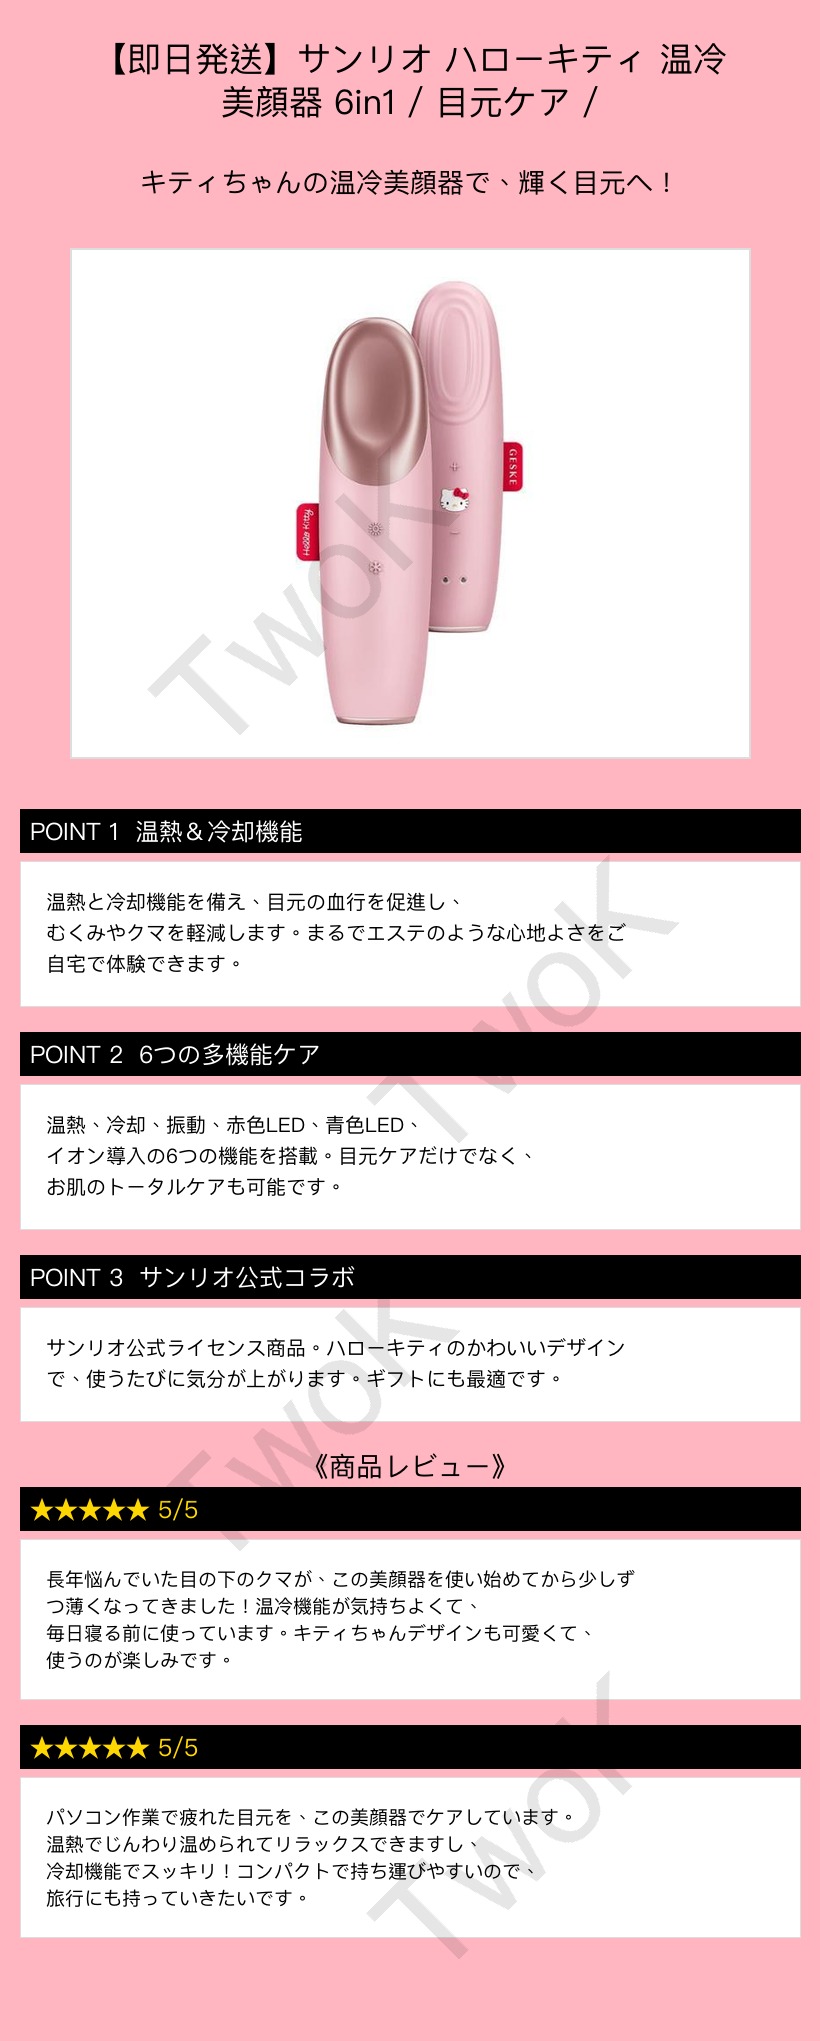 【即日発送】サンリオ ハローキティ 温冷
美顔器 6in1 / 目元ケア /
キティちゃんの温冷美顔器で、輝く目元へ！
GESKE
Hello Kitty
TwoK
POINT 1 温熱＆冷却機能
温熱と冷却機能を備え、目元の血行を促進し、
むくみやクマを軽減します。まるでエステのような心地よさをご
自宅で体験できます。
TwoK
POINT 2 6つの多機能ケア
温熱、冷却、振動、赤色LED、青色LED、
イオン導入の6つの機能を搭載。目元ケアだけでなく、
お肌のトータルケアも可能です。
POINT 3 サンリオ公式コラボ
サンリオ公式ライセンス商品。ハローキティのかわいいデザイン
で、使うたびに気分が上がります。ギフトにも最適です。
TwoK
《商品レビュー》
★★★★★ 5/5
長年悩んでいた目の下のクマが、この美顔器を使い始めてから少しず
つ薄くなってきました！温冷機能が気持ちよくて、
毎日寝る前に使っています。キティちゃんデザインも可愛くて、
使うのが楽しみです。
★★★★★ 5/5
パソコン作業で疲れた目元を、この美顔器でケアしています。
温熱でじんわり温められてリラックスできますし、
冷却機能でスッキリ！コンパクトで持ち運びやすいので、
旅行にも持っていきたいです。
TwoK